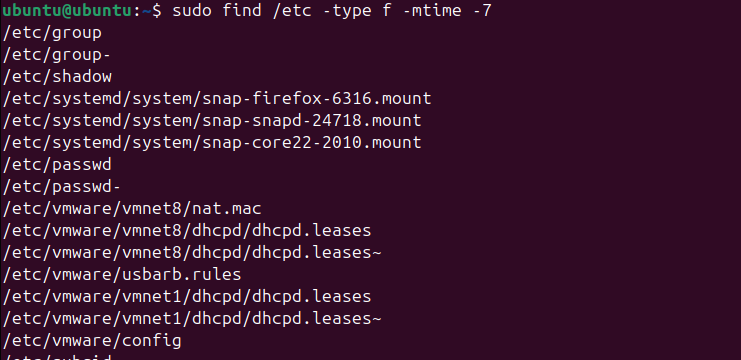 ubuntu@ubuntu:~$ sudo find /etc -type f -mtime -7
/etc/group
/etc/group-
/etc/shadow
/etc/systemd/system/snap-firefox-6316.mount
/etc/systemd/system/snap-snapd-24718.mount
/etc/systemd/system/snap-core22-2010.mount
/etc/passwd
/etc/passwd-
/etc/vmware/vmnet8/nat.mac
/etc/vmware/vmnet8/dhcpd/dhcpd.leases
/etc/vmware/vmnet8/dhcpd/dhcpd.leases~
/etc/vmware/usbarb.rules
/etc/vmware/vmnet1/dhcpd/dhcpd.leases
/etc/vmware/vmnet1/dhcpd/dhcpd.leases~
/etc/vmware/config